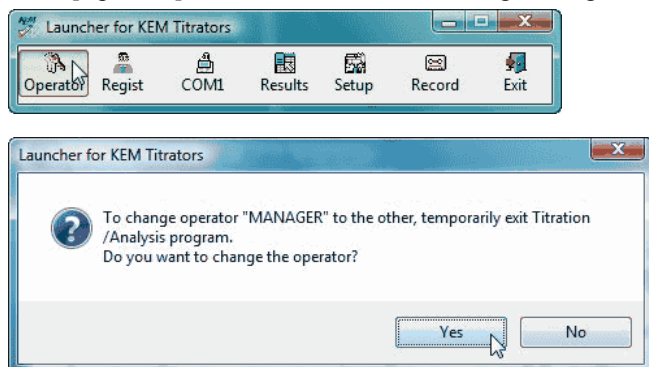 Launcher for KEM Titrators
Operator Regist COM1 Results Setup Record Exit
Launcher for KEM Titrators
To change operator "MANAGER" to the other, temporarily exit Titration
/Analysis program.
Do you want to change the operator?
Yes No